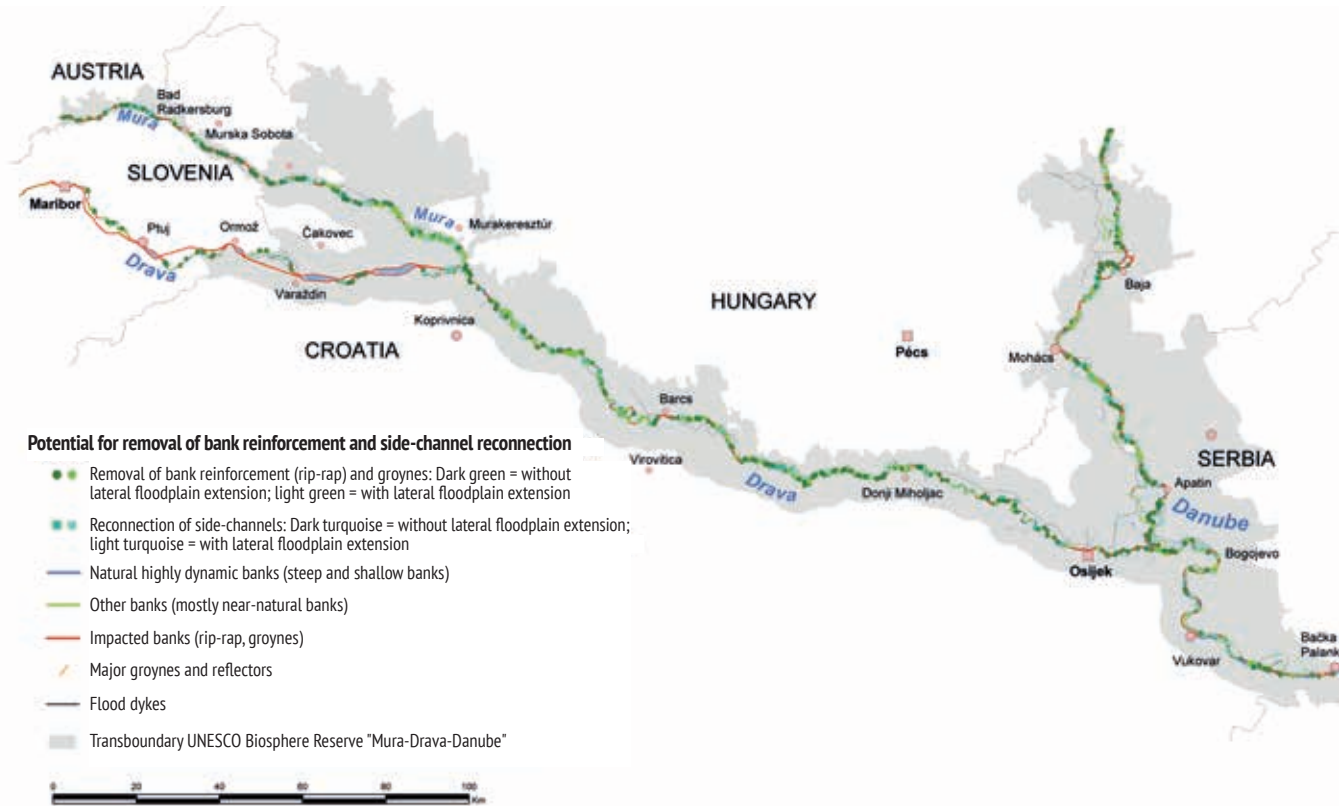 AUSTRIA
Bad
Radkersburg
Mura
Murska Sobota
SLOVENIA
Maribor
Ptuj
Ormož
Čakovec
Mura
Murakeresztúr
Drava
Varaždin
Koprivnica
CROATIA
HUNGARY
Pécs
Baja
Mohács
Barcs
Virovitica
Drava
Donji Miholjac
SERBIA
Apatin
Danube
Osijek
Bogojevo
Vukovar
Bačka
Palank
Potential for removal of bank reinforcement and side-channel reconnection
Removal of bank reinforcement (rip-rap) and groynes: Dark green = without
lateral floodplain extension; light green = with lateral floodplain extension
Reconnection of side-channels: Dark turquoise = without lateral floodplain extension;
light turquoise = with lateral floodplain extension
Natural highly dynamic banks (steep and shallow banks)
Other banks (mostly near-natural banks)
Impacted banks (rip-rap, groynes)
Major groynes and reflectors
Flood dykes
Transboundary UNESCO Biosphere Reserve "Mura-Drava-Danube"
0 20 40 60 80 100
Km